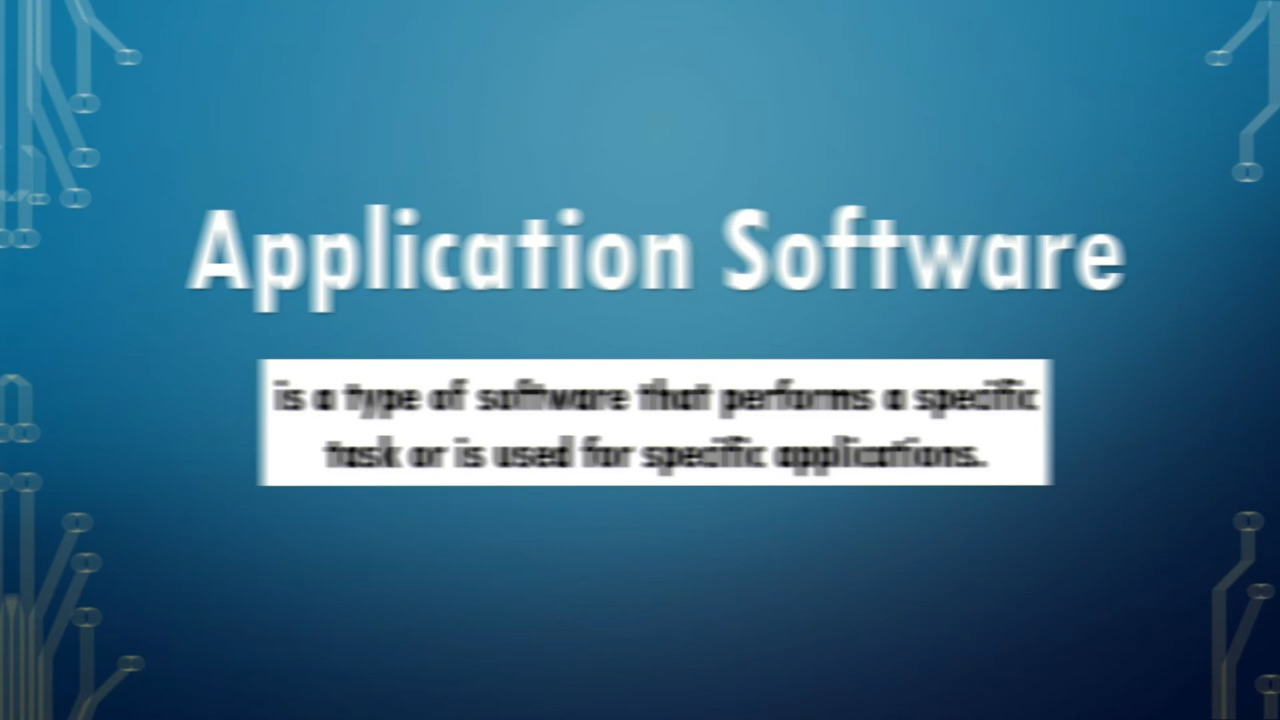 Application Software
is a type of software that performs a specific
task or is used for specific applications.